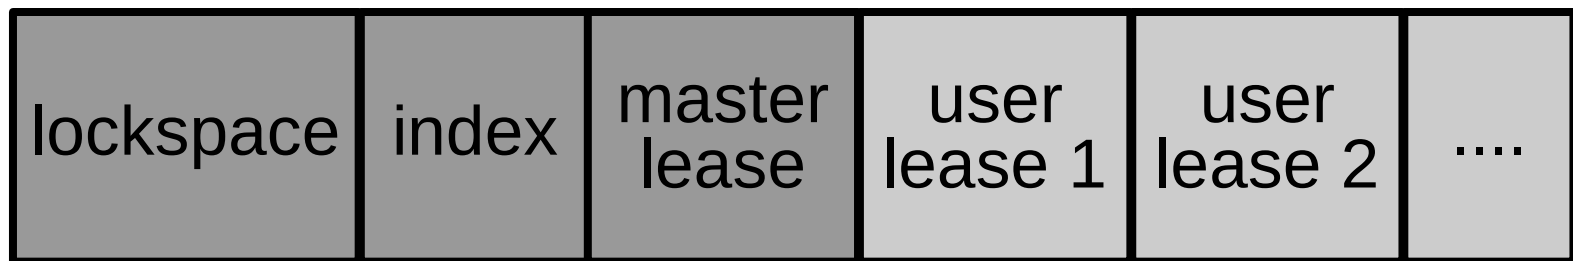 lockspace
index
master
lease
user
lease 1
user
lease 2
....